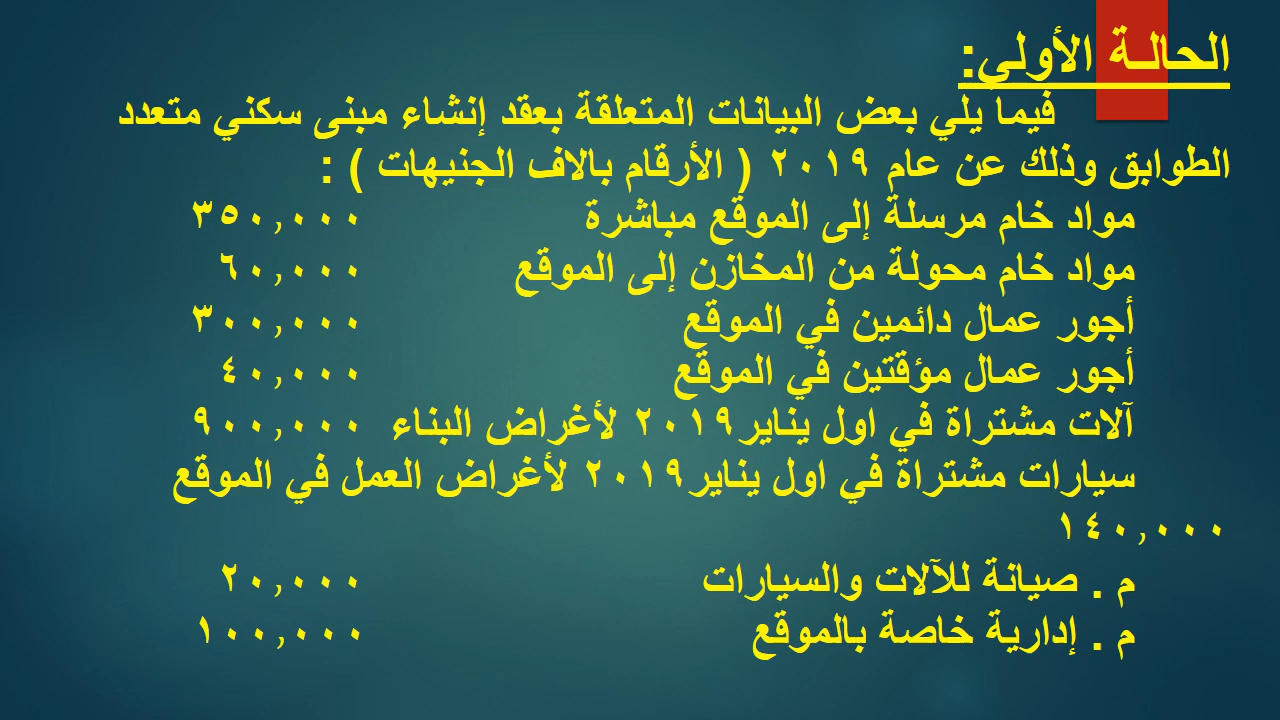 الحالـة الأولي:
فيما يلي بعض البيانات المتعلقة بعقد إنشاء مبنى سكني متعدد
الطوابق وذلك عن عام ٢٠١٩ ( الأرقام بالاف الجنيهات ) :
مواد خام مرسلة إلى الموقع مباشرة ٣٥٠,٠٠٠
مواد خام محولة من المخازن إلى الموقع ٦٠,٠٠٠
أجور عمال دائمين في الموقع ٣٠٠,٠٠٠
أجور عمال مؤقتين في الموقع ٤٠,٠٠٠
آلات مشتراة في اول يناير٢٠١٩ لأغراض البناء ٩٠٠,٠٠٠
سيارات مشتراة في اول يناير٢٠١٩ لأغراض العمل في الموقع
١٤٠,٠٠٠
م . صيانة للآلات والسيارات ٢٠,٠٠٠
م . إدارية خاصة بالموقع ١٠٠,٠٠٠